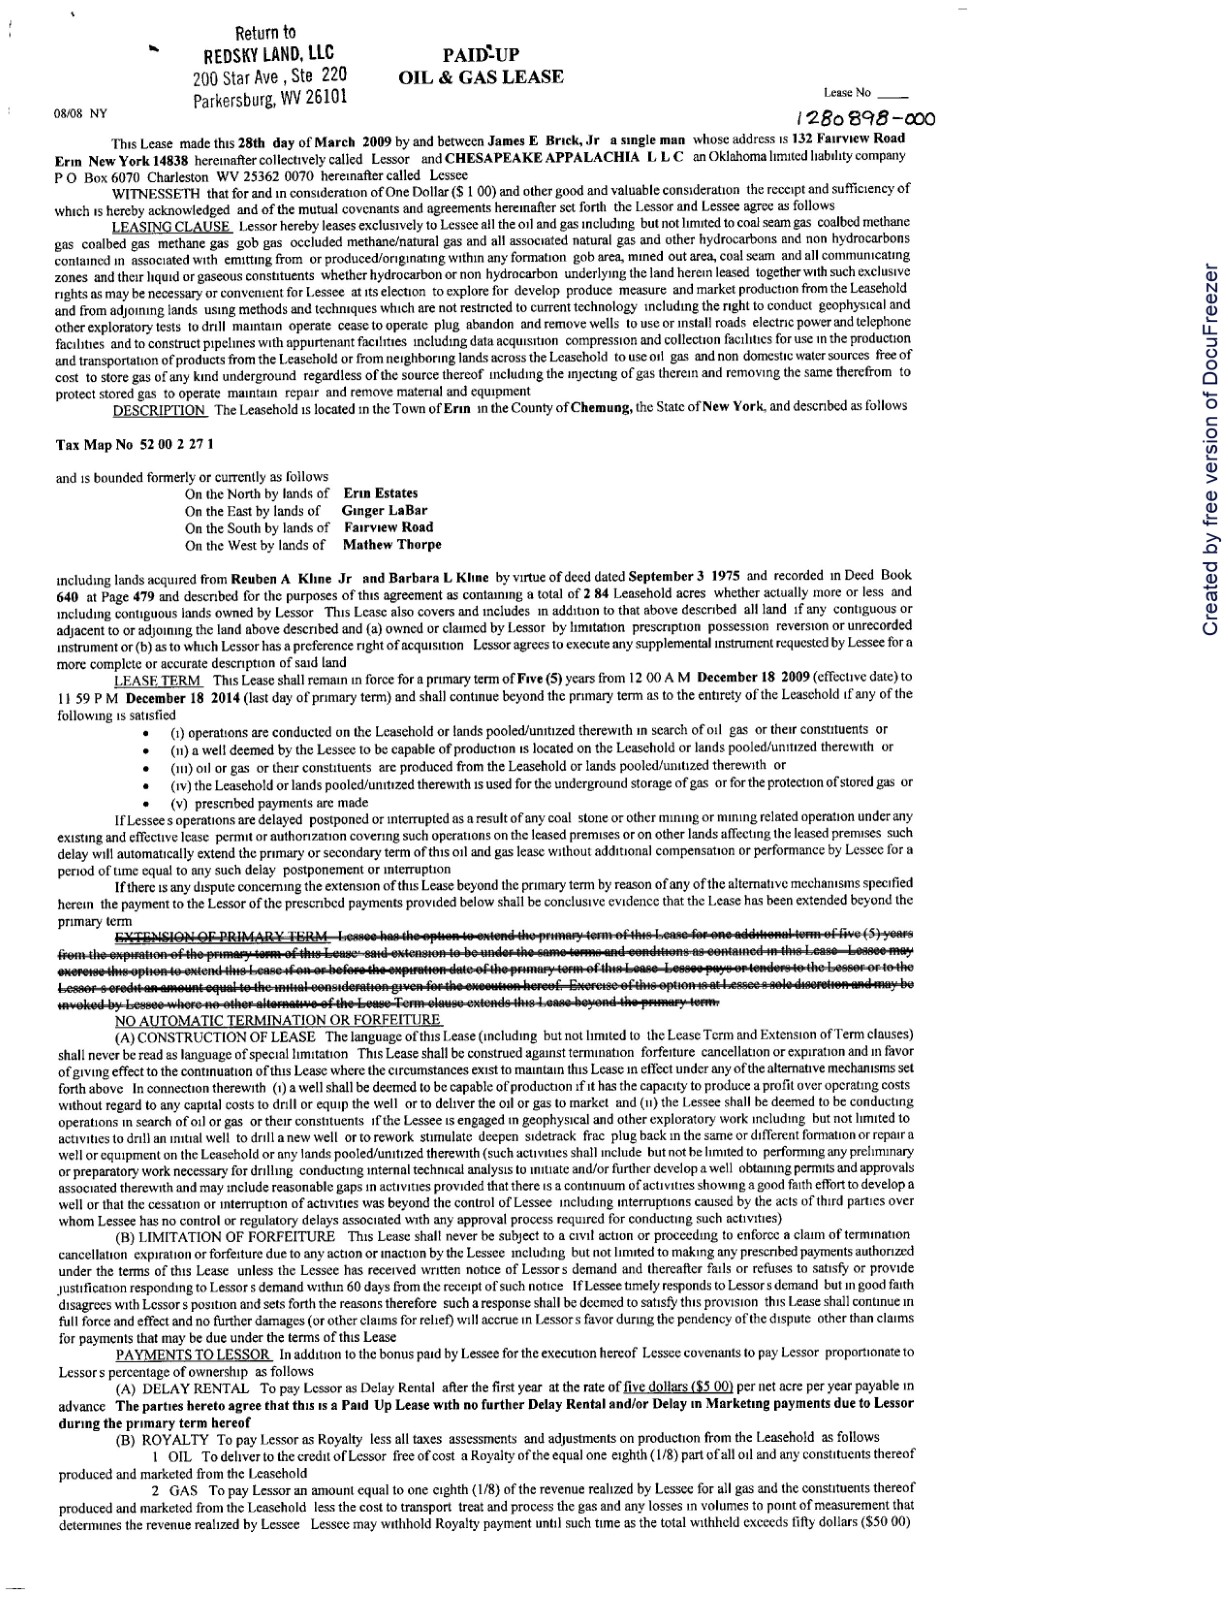 Return to
REDSKY LAND, LLC
200 Star Ave , Ste 220
Parkersburg, WV 26101
PAID-UP
OIL & GAS LEASE
Lease No ____
08/08 NY
1280898-000
This Lease made this 28th day of March 2009 by and between James E Brick, Jr a single man whose address is 132 Fairview Road
Erin New York 14838 hereinafter collectively called Lessor and CHESAPEAKE APPALACHIA L L C an Oklahoma limited liability company
P O Box 6070 Charleston WV 25362 0070 hereinafter called Lessee
WITNESSETH that for and in consideration of One Dollar ($ 1 00) and other good and valuable consideration the receipt and sufficiency of
which is hereby acknowledged and of the mutual covenants and agreements hereinafter set forth the Lessor and Lessee agree as follows
LEASING CLAUSE Lessor hereby leases exclusively to Lessee all the oil and gas including but not limited to coal seam gas coalbed methane
gas coalbed gas methane gas gob gas occluded methane/natural gas and all associated natural gas and other hydrocarbons and non hydrocarbons
contained in associated with emitting from or produced/originating within any formation gob area, mined out area, coal seam and all communicating
zones and their liquid or gaseous constituents whether hydrocarbon or non hydrocarbon underlying the land herein leased together with such exclusive
rights as may be necessary or convenient for Lessee at its election to explore for develop produce measure and market production from the Leasehold
and from adjoining lands using methods and techniques which are not restricted to current technology including the right to conduct geophysical and
other exploratory tests to drill maintain operate cease to operate plug abandon and remove wells to use or install roads electric power and telephone
facilities and to construct pipelines with appurtenant facilities including data acquisition compression and collection facilities for use in the production
and transportation of products from the Leasehold or from neighboring lands across the Leasehold to use oil gas and non domestic water sources free of
cost to store gas of any kind underground regardless of the source thereof including the injecting of gas therein and removing the same therefrom to
protect stored gas to operate maintain repair and remove material and equipment
DESCRIPTION The Leasehold is located in the Town of Erin in the County of Chemung, the State of New York, and described as follows
Tax Map No 52 00 2 27 1
and is bounded formerly or currently as follows
On the North by lands of Erin Estates
On the East by lands of Ginger LaBar
On the South by lands of Fairview Road
On the West by lands of Mathew Thorpe
including lands acquired from Reuben A Kline Jr and Barbara L Kline by virtue of deed dated September 3 1975 and recorded in Deed Book
640 at Page 479 and described for the purposes of this agreement as containing a total of 2 84 Leasehold acres whether actually more or less and
including contiguous lands owned by Lessor This Lease also covers and includes in addition to that above described all land if any contiguous or
adjacent to or adjoining the land above described and (a) owned or claimed by Lessor by limitation prescription possession reversion or unrecorded
instrument or (b) as to which Lessor has a preference right of acquisition Lessor agrees to execute any supplemental instrument requested by Lessee for a
more complete or accurate description of said land
LEASE TERM This Lease shall remain in force for a primary term of Five (5) years from 12 00 A M December 18 2009 (effective date) to
11 59 P M December 18 2014 (last day of primary term) and shall continue beyond the primary term as to the entirety of the Leasehold if any of the
following is satisfied
• (i) operations are conducted on the Leasehold or lands pooled/unitized therewith in search of oil gas or their constituents or
• (ii) a well deemed by the Lessee to be capable of production is located on the Leasehold or lands pooled/unitized therewith or
• (iii) oil or gas or their constituents are produced from the Leasehold or lands pooled/unitized therewith or
• (iv) the Leasehold or lands pooled/unitized therewith is used for the underground storage of gas or for the protection of stored gas or
• (v) prescribed payments are made
If Lessee s operations are delayed postponed or interrupted as a result of any coal stone or other mining or mining related operation under any
existing and effective lease permit or authorization covering such operations on the leased premises or on other lands affecting the leased premises such
delay will automatically extend the primary or secondary term of this oil and gas lease without additional compensation or performance by Lessee for a
period of time equal to any such delay postponement or interruption
If there is any dispute concerning the extension of this Lease beyond the primary term by reason of any of the alternative mechanisms specified
herein the payment to the Lessor of the prescribed payments provided below shall be conclusive evidence that the Lease has been extended beyond the
primary term
EXTENSION OF PRIMARY TERM Lessee has the option to extend the primary term of this Lease for one additional term of five (5) years
from the expiration of the primary term of this Lease said extension to be under the same terms and conditions as contained in this Lease Lessee may
exercise this option to extend this Lease if on or before the expiration date of the primary term of this Lease Lessee pays or tenders to the Lessor or to the
Lessor s credit an amount equal to the initial consideration given for the execution hereof. Exercise of this option is at Lessee s sole discretion and may be
invoked by Lessee where no other alternative of the Lease Term clause extends this Lease beyond the primary term.
NO AUTOMATIC TERMINATION OR FORFEITURE
(A) CONSTRUCTION OF LEASE The language of this Lease (including but not limited to the Lease Term and Extension of Term clauses)
shall never be read as language of special limitation This Lease shall be construed against termination forfeiture cancellation or expiration and in favor
of giving effect to the continuation of this Lease where the circumstances exist to maintain this Lease in effect under any of the alternative mechanisms set
forth above In connection therewith (i) a well shall be deemed to be capable of production if it has the capacity to produce a profit over operating costs
without regard to any capital costs to drill or equip the well or to deliver the oil or gas to market and (ii) the Lessee shall be deemed to be conducting
operations in search of oil or gas or their constituents if the Lessee is engaged in geophysical and other exploratory work including but not limited to
activities to drill an initial well to drill a new well or to rework stimulate deepen sidetrack frac plug back in the same or different formation or repair a
well or equipment on the Leasehold or any lands pooled/unitized therewith (such activities shall include but not be limited to performing any preliminary
or preparatory work necessary for drilling conducting internal technical analysis to initiate and/or further develop a well obtaining permits and approvals
associated therewith and may include reasonable gaps in activities provided that there is a continuum of activities showing a good faith effort to develop a
well or that the cessation or interruption of activities was beyond the control of Lessee including interruptions caused by the acts of third parties over
whom Lessee has no control or regulatory delays associated with any approval process required for conducting such activities)
(B) LIMITATION OF FORFEITURE This Lease shall never be subject to a civil action or proceeding to enforce a claim of termination
cancellation expiration or forfeiture due to any action or inaction by the Lessee including but not limited to making any prescribed payments authorized
under the terms of this Lease unless the Lessee has received written notice of Lessor s demand and thereafter fails or refuses to satisfy or provide
justification responding to Lessor s demand within 60 days from the receipt of such notice If Lessee timely responds to Lessor s demand but in good faith
disagrees with Lessor s position and sets forth the reasons therefore such a response shall be deemed to satisfy this provision this Lease shall continue in
full force and effect and no further damages (or other claims for relief) will accrue in Lessor s favor during the pendency of the dispute other than claims
for payments that may be due under the terms of this Lease
PAYMENTS TO LESSOR In addition to the bonus paid by Lessee for the execution hereof Lessee covenants to pay Lessor proportionate to
Lessor s percentage of ownership as follows
(A) DELAY RENTAL To pay Lessor as Delay Rental after the first year at the rate of five dollars ($5 00) per net acre per year payable in
advance The parties hereto agree that this is a Paid Up Lease with no further Delay Rental and/or Delay in Marketing payments due to Lessor
during the primary term hereof
(B) ROYALTY To pay Lessor as Royalty less all taxes assessments and adjustments on production from the Leasehold as follows
1 OIL To deliver to the credit of Lessor free of cost a Royalty of the equal one eighth (1/8) part of all oil and any constituents thereof
produced and marketed from the Leasehold
2 GAS To pay Lessor an amount equal to one eighth (1/8) of the revenue realized by Lessee for all gas and the constituents thereof
produced and marketed from the Leasehold less the cost to transport treat and process the gas and any losses in volumes to point of measurement that
determines the revenue realized by Lessee Lessee may withhold Royalty payment until such time as the total withheld exceeds fifty dollars ($50 00)
Created by free version of DocuFreezer